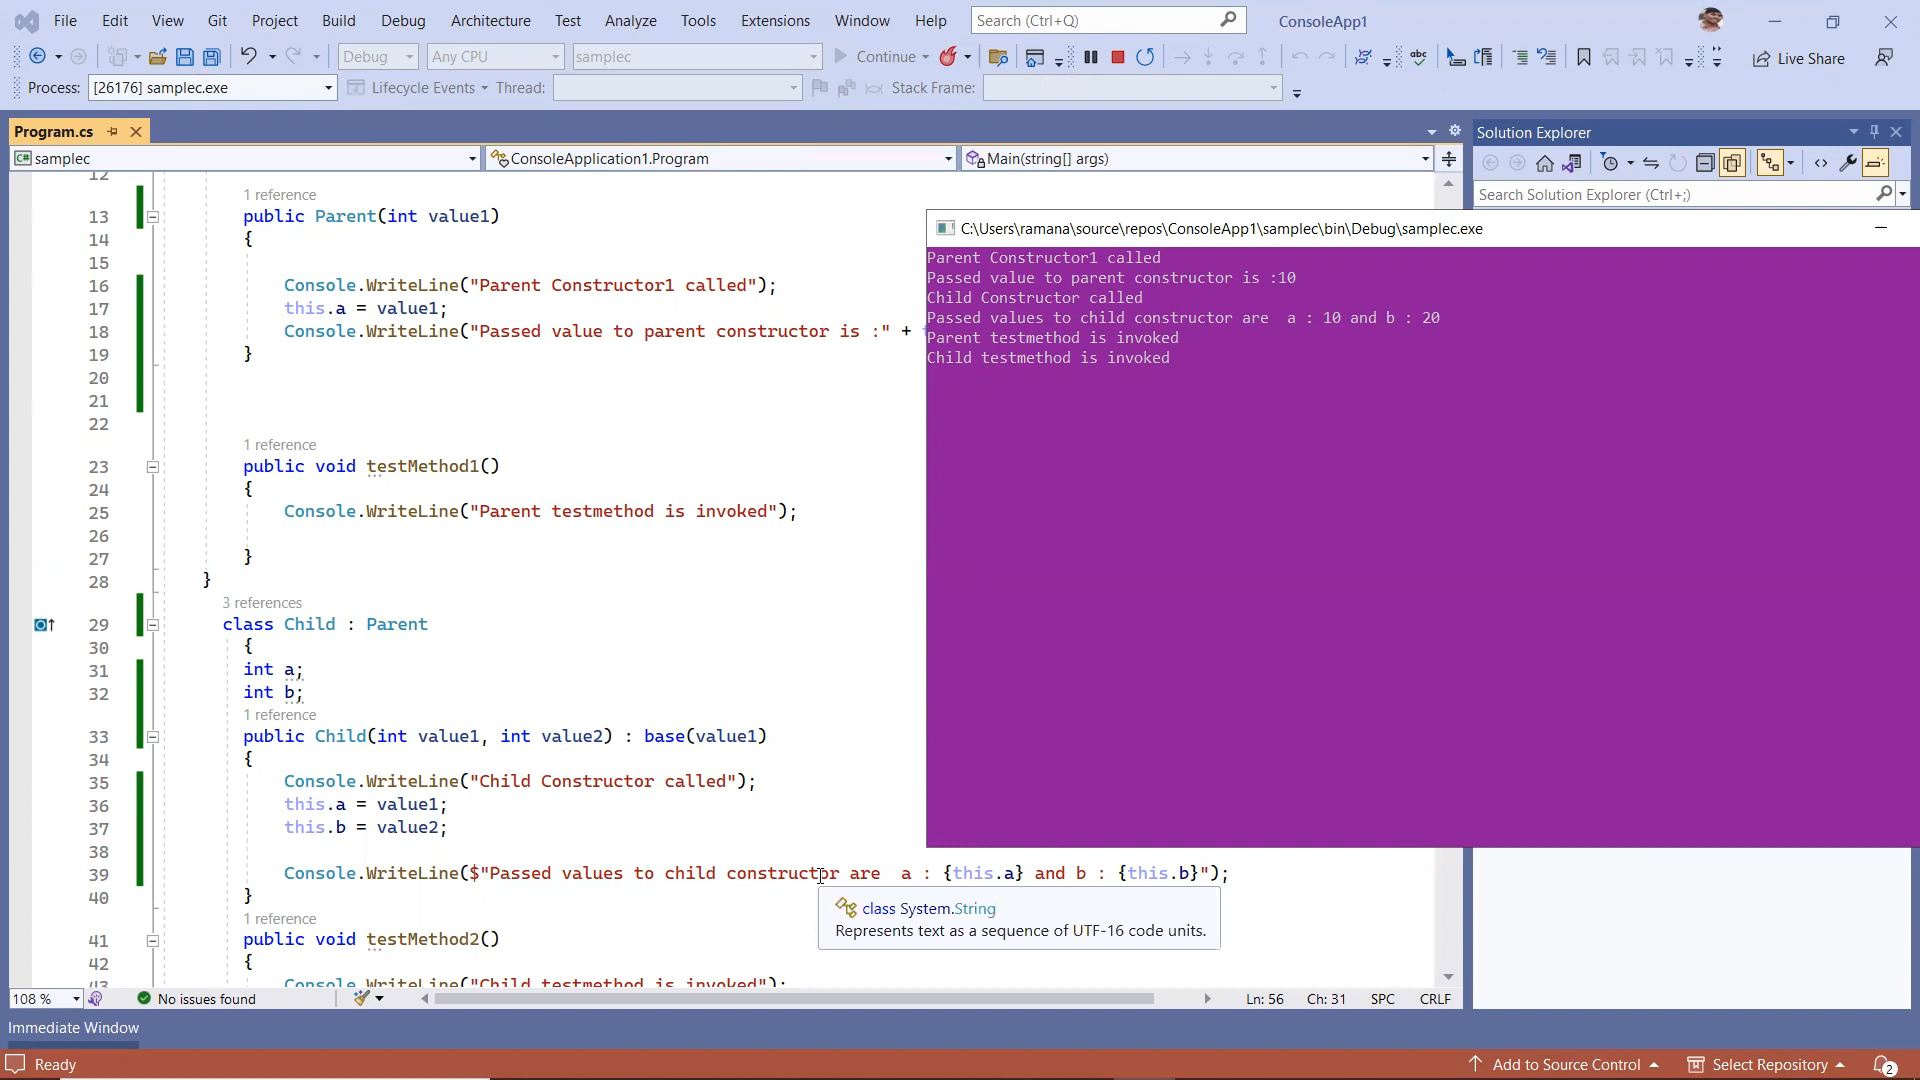 File Edit View Git Project Build Debug Architecture Test Analyze Tools Extensions Window Help Search (Ctrl+Q) ConsoleApp1
Debug Any CPU samplec Continue Live Share
Process: [26176] samplec.exe Lifecycle Events Thread: Stack Frame:
Program.cs
samplec ConsoleApplication1.Program Main(string[] args)
12
1 reference
13 public Parent(int value1)
14 {
15
16 Console.WriteLine("Parent Constructor1 called");
17 this.a = value1;
18 Console.WriteLine("Passed value to parent constructor is :" +
19 }
20
21
22
1 reference
23 public void testMethod1()
24 {
25 Console.WriteLine("Parent testmethod is invoked");
26
27 }
28 }
3 references
29 class Child : Parent
30 {
31 int a;
32 int b;
1 reference
33 public Child(int value1, int value2) : base(value1)
34 {
35 Console.WriteLine("Child Constructor called");
36 this.a = value1;
37 this.b = value2;
38
39 Console.WriteLine($"Passed values to child constructor are  a : {this.a} and b : {this.b}");
40 }
1 reference
41 public void testMethod2()
42 {
43 Console.WriteLine("Child testmethod is invoked");
class System.String
Represents text as a sequence of UTF-16 code units.
C:\Users\ramana\source\repos\ConsoleApp1\samplec\bin\Debug\samplec.exe
Parent Constructor1 called
Passed value to parent constructor is :10
Child Constructor called
Passed values to child constructor are  a : 10 and b : 20
Parent testmethod is invoked
Child testmethod is invoked
Solution Explorer
Search Solution Explorer (Ctrl+;)
108 % No issues found Ln: 56 Ch: 31 SPC CRLF
Immediate Window
Ready Add to Source Control Select Repository 2